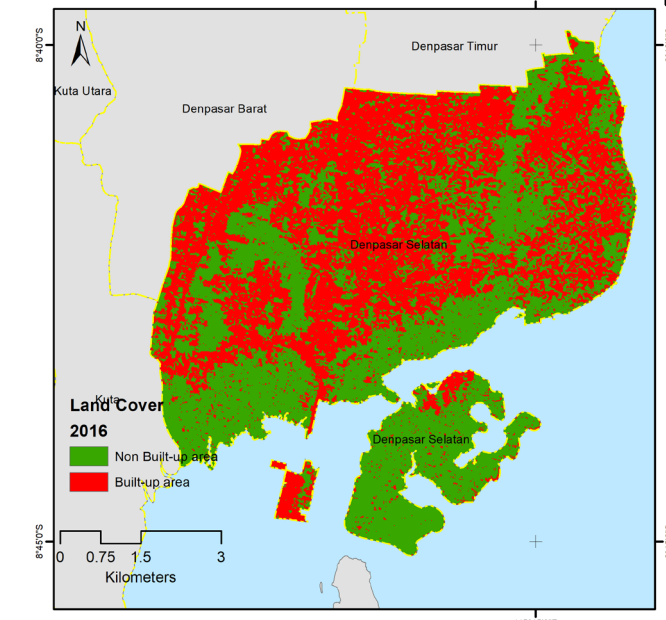 N
8°40'0"S
Denpasar Timur
Kuta Utara
Denpasar Barat
Denpasar Selatan
Kuta
Land Cover
2016
Denpasar Selatan
Non Built-up area
Built-up area
8°45'0"S
0 0.75 1.5 3
Kilometers